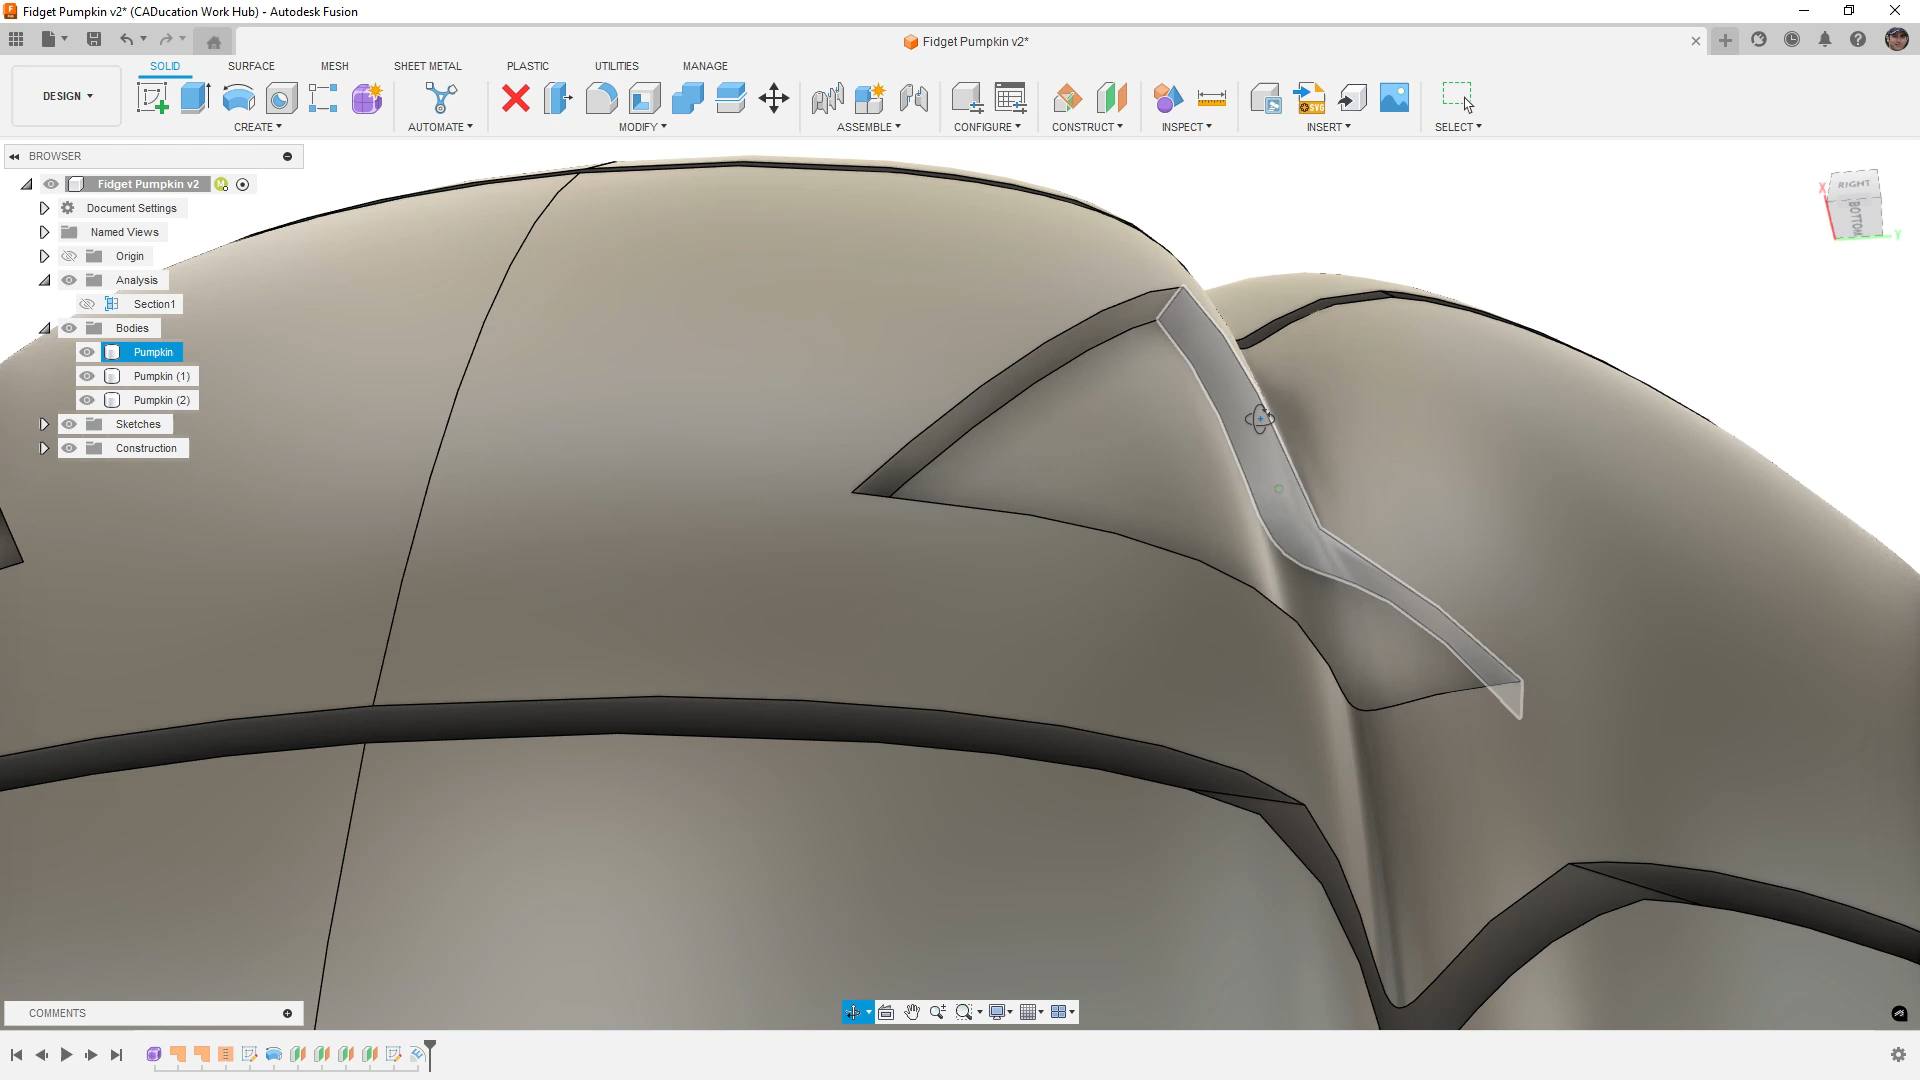 Fidget Pumpkin v2* (CADucation Work Hub) - Autodesk Fusion
Fidget Pumpkin v2*
SOLID SURFACE MESH SHEET METAL PLASTIC UTILITIES MANAGE
DESIGN
CREATE AUTOMATE MODIFY ASSEMBLE CONFIGURE CONSTRUCT INSPECT INSERT SELECT
SVG
BROWSER
Fidget Pumpkin v2
Document Settings
Named Views
Origin
Analysis
Section1
Bodies
Pumpkin
Pumpkin (1)
Pumpkin (2)
Sketches
Construction
X
RIGHT
BOTTOM
Y
COMMENTS